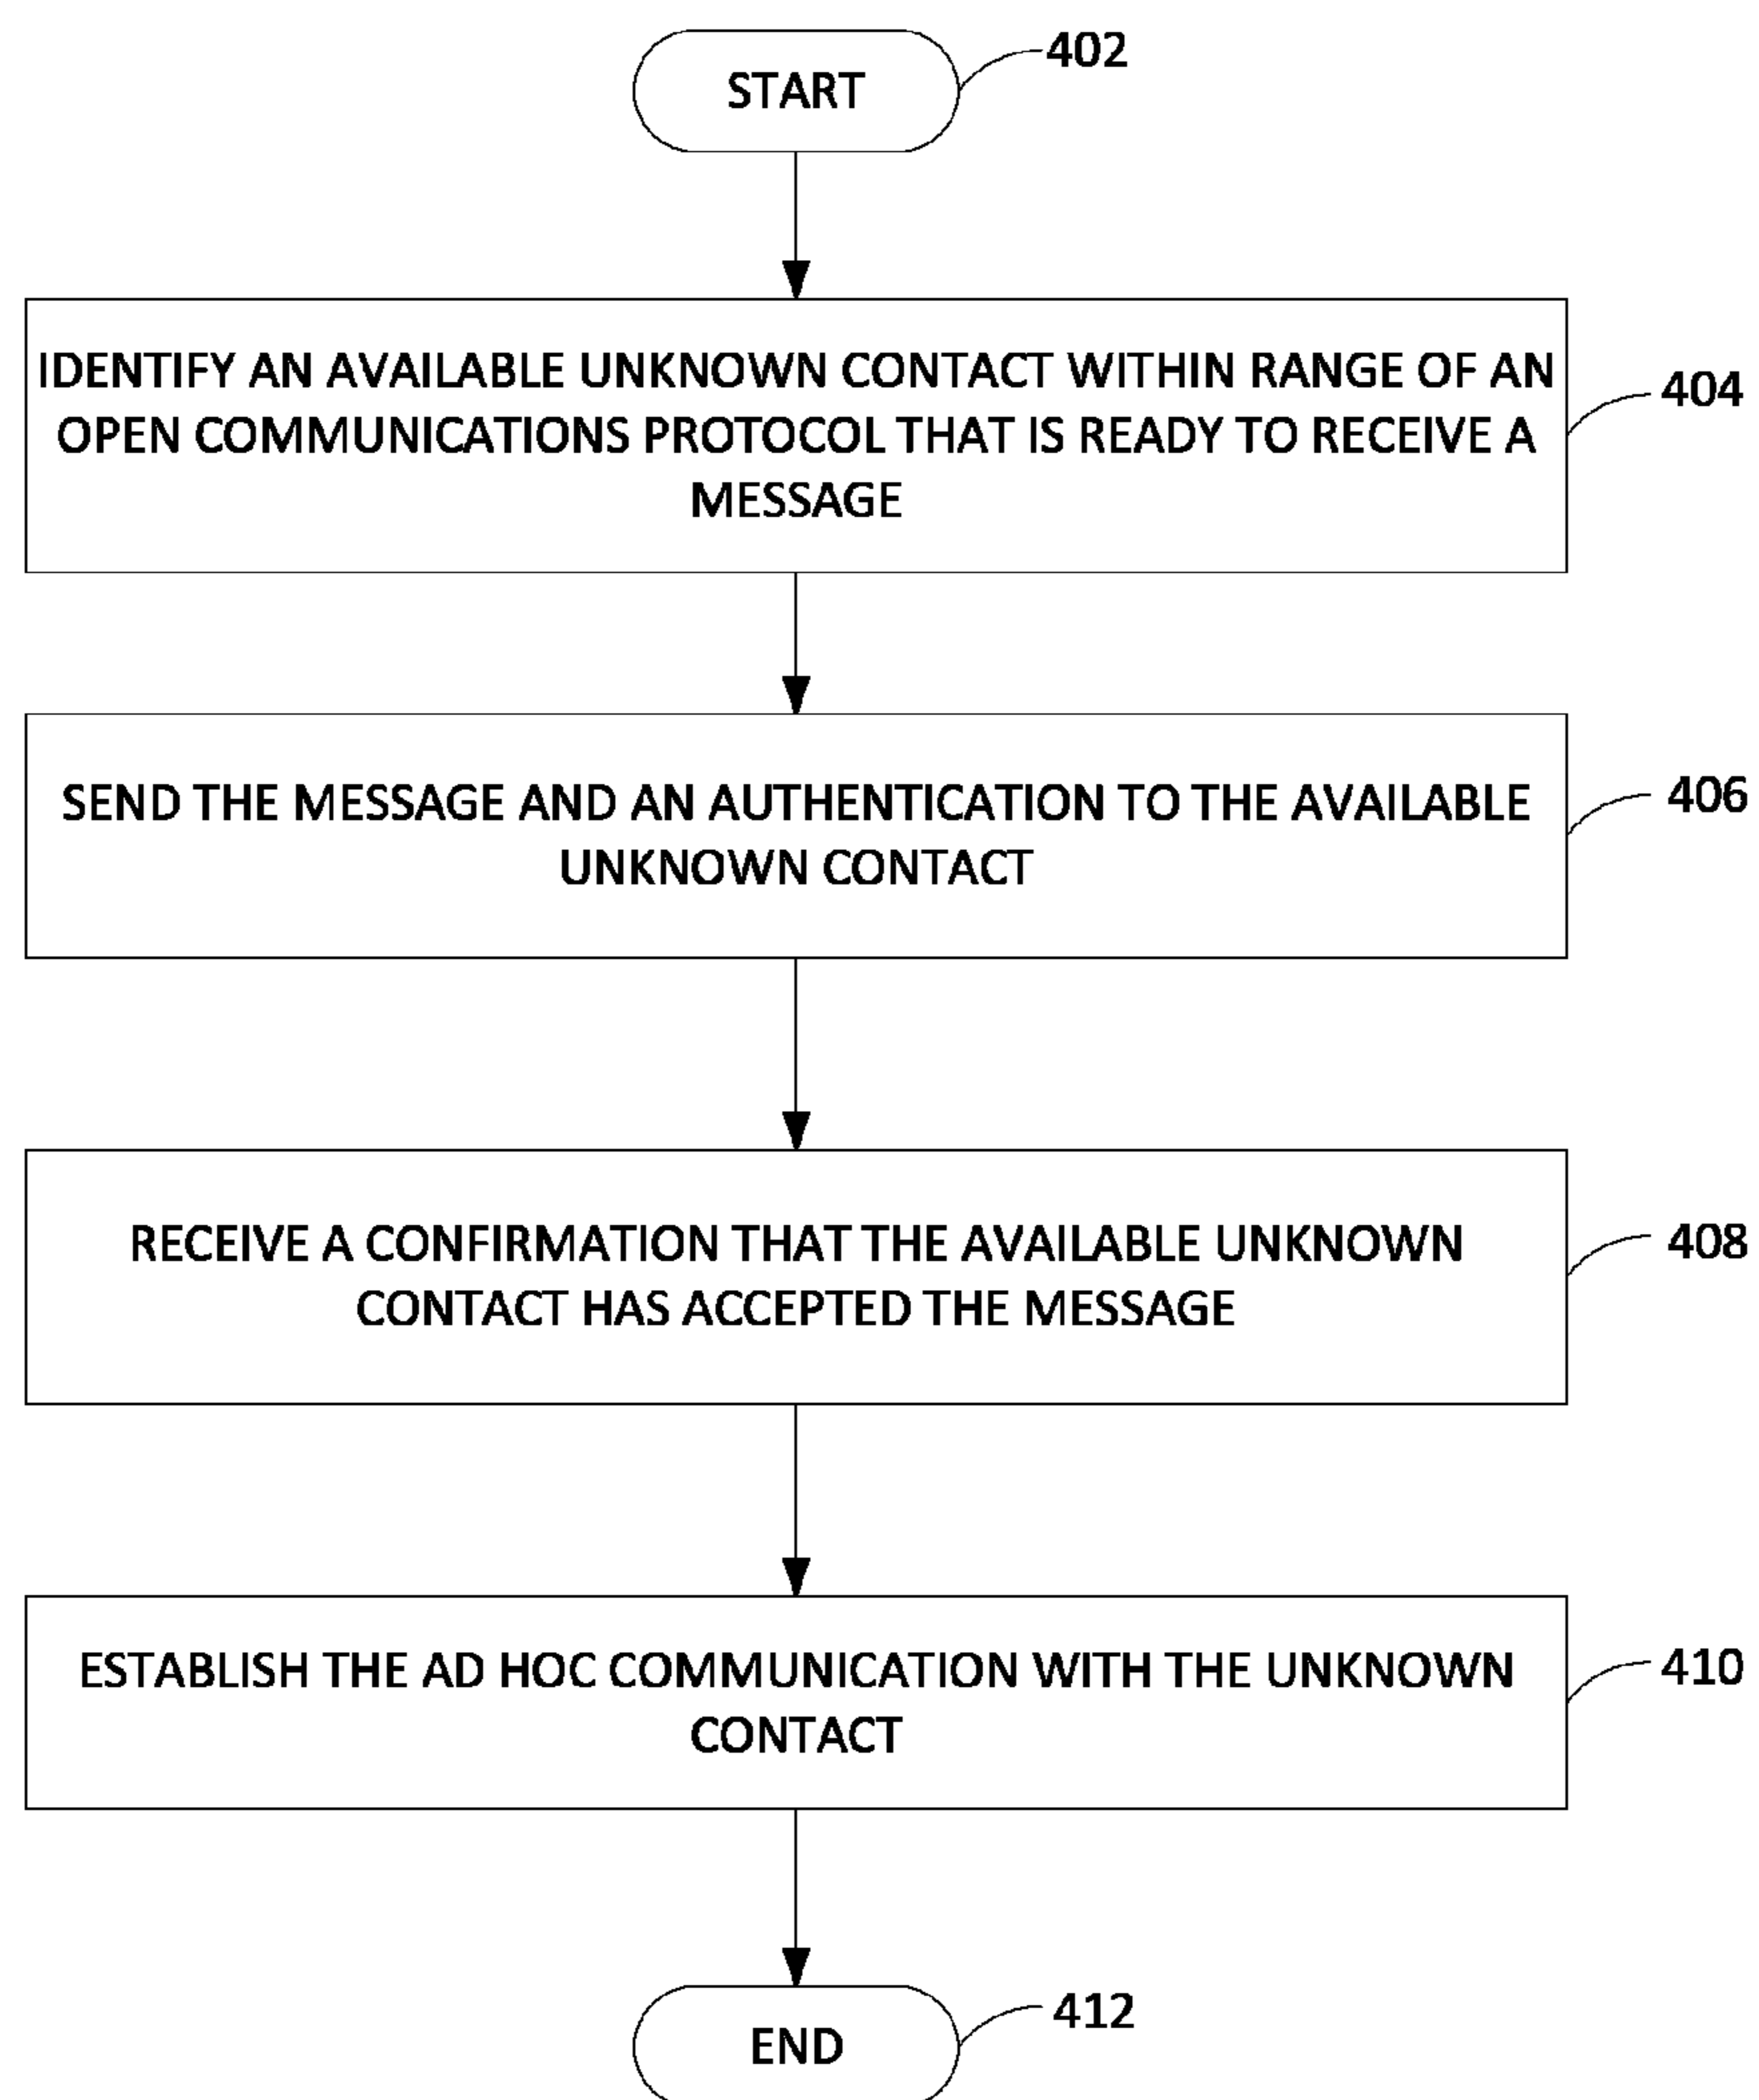 START
402
IDENTIFY AN AVAILABLE UNKNOWN CONTACT WITHIN RANGE OF AN
OPEN COMMUNICATIONS PROTOCOL THAT IS READY TO RECEIVE A
MESSAGE
404
SEND THE MESSAGE AND AN AUTHENTICATION TO THE AVAILABLE
UNKNOWN CONTACT
406
RECEIVE A CONFIRMATION THAT THE AVAILABLE UNKNOWN
CONTACT HAS ACCEPTED THE MESSAGE
408
ESTABLISH THE AD HOC COMMUNICATION WITH THE UNKNOWN
CONTACT
410
END
412